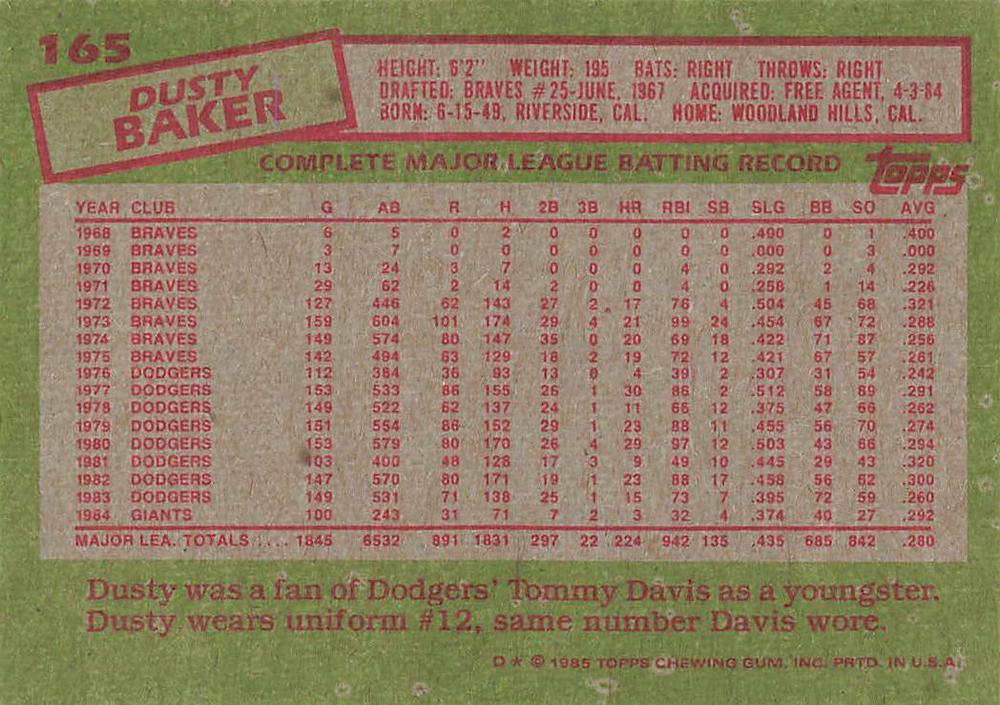 165
DUSTY
BAKER
HEIGHT: 6'2" WEIGHT: 195 BATS: RIGHT THROWS: RIGHT
DRAFTED: BRAVES #25-JUNE, 1967 ACQUIRED: FREE AGENT, 4-3-84
BORN: 6-15-49, RIVERSIDE, CAL. HOME: WOODLAND HILLS, CAL.
COMPLETE MAJOR LEAGUE BATTING RECORD
topps
YEAR CLUB G AB R H 2B 3B HR RBI SB SLG BB SO AVG
1968 BRAVES 6 5 0 2 0 0 0 0 0 .400 0 1 .400
1969 BRAVES 3 7 0 0 0 0 0 0 0 .000 0 3 .000
1970 BRAVES 13 24 3 7 0 0 0 4 0 .292 2 4 .292
1971 BRAVES 29 62 2 14 2 0 0 4 0 .258 1 14 .226
1972 BRAVES 127 446 62 143 27 2 17 76 4 .504 45 68 .321
1973 BRAVES 159 604 101 174 29 4 21 99 24 .454 67 72 .288
1974 BRAVES 149 574 80 147 35 0 20 69 18 .422 71 87 .256
1975 BRAVES 142 494 63 129 18 2 19 72 12 .421 67 57 .261
1976 DODGERS 112 384 36 93 13 0 4 39 2 .307 31 54 .242
1977 DODGERS 153 533 86 155 26 1 30 86 2 .512 58 89 .291
1978 DODGERS 149 522 62 137 24 1 11 66 12 .375 47 66 .262
1979 DODGERS 151 554 86 152 29 1 23 88 11 .455 56 70 .274
1980 DODGERS 153 579 80 170 26 4 29 97 12 .503 43 66 .294
1981 DODGERS 103 400 48 128 17 3 9 49 10 .445 29 43 .320
1982 DODGERS 147 570 80 171 19 1 23 88 17 .458 56 62 .300
1983 DODGERS 149 531 71 138 25 1 15 73 7 .395 72 59 .260
1984 GIANTS 100 243 31 71 7 2 3 32 4 .374 40 27 .292
MAJOR LEA. TOTALS .... 1845 6532 891 1831 297 22 224 942 135 .435 685 842 .280
Dusty was a fan of Dodgers' Tommy Davis as a youngster.
Dusty wears uniform #12, same number Davis wore.
D * © 1985 TOPPS CHEWING GUM, INC. PRTD. IN U.S.A.